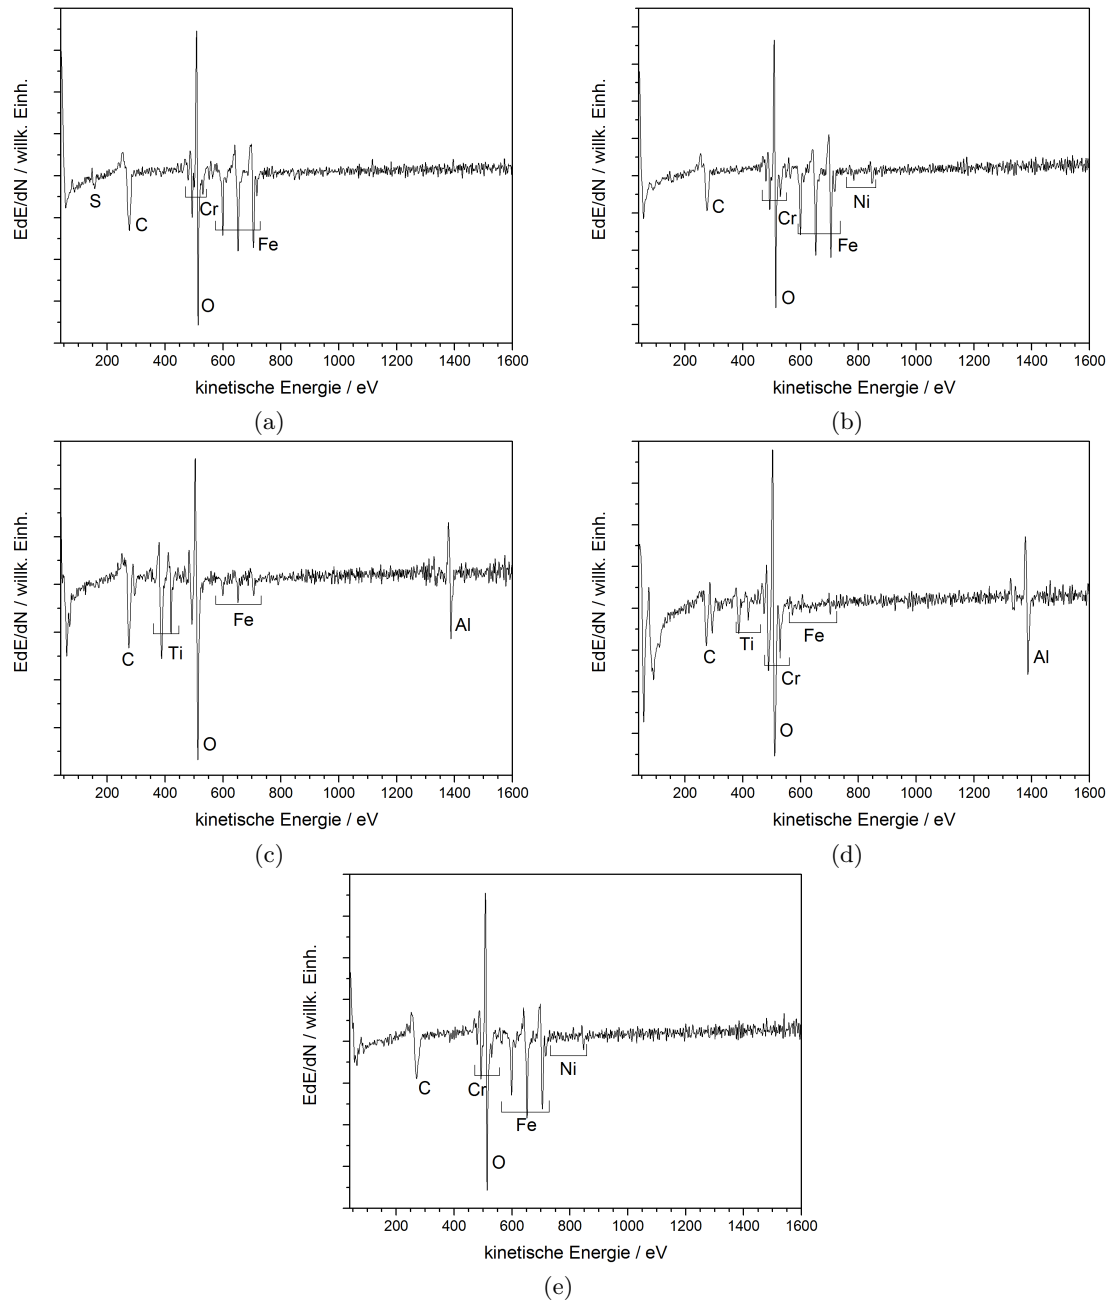 EdE/dN / willk. Einh.
S
C
Cr
Fe
O
200 400 600 800 1000 1200 1400 1600
kinetische Energie / eV
(a)
EdE/dN / willk. Einh.
C
Cr
Ni
Fe
O
200 400 600 800 1000 1200 1400 1600
kinetische Energie / eV
(b)
EdE/dN / willk. Einh.
C
Ti
Fe
Al
O
200 400 600 800 1000 1200 1400 1600
kinetische Energie / eV
(c)
EdE/dN / willk. Einh.
C
Ti
Fe
Al
Cr
O
200 400 600 800 1000 1200 1400 1600
kinetische Energie / eV
(d)
EdE/dN / willk. Einh.
C
Cr
Ni
Fe
O
200 400 600 800 1000 1200 1400 1600
kinetische Energie / eV
(e)